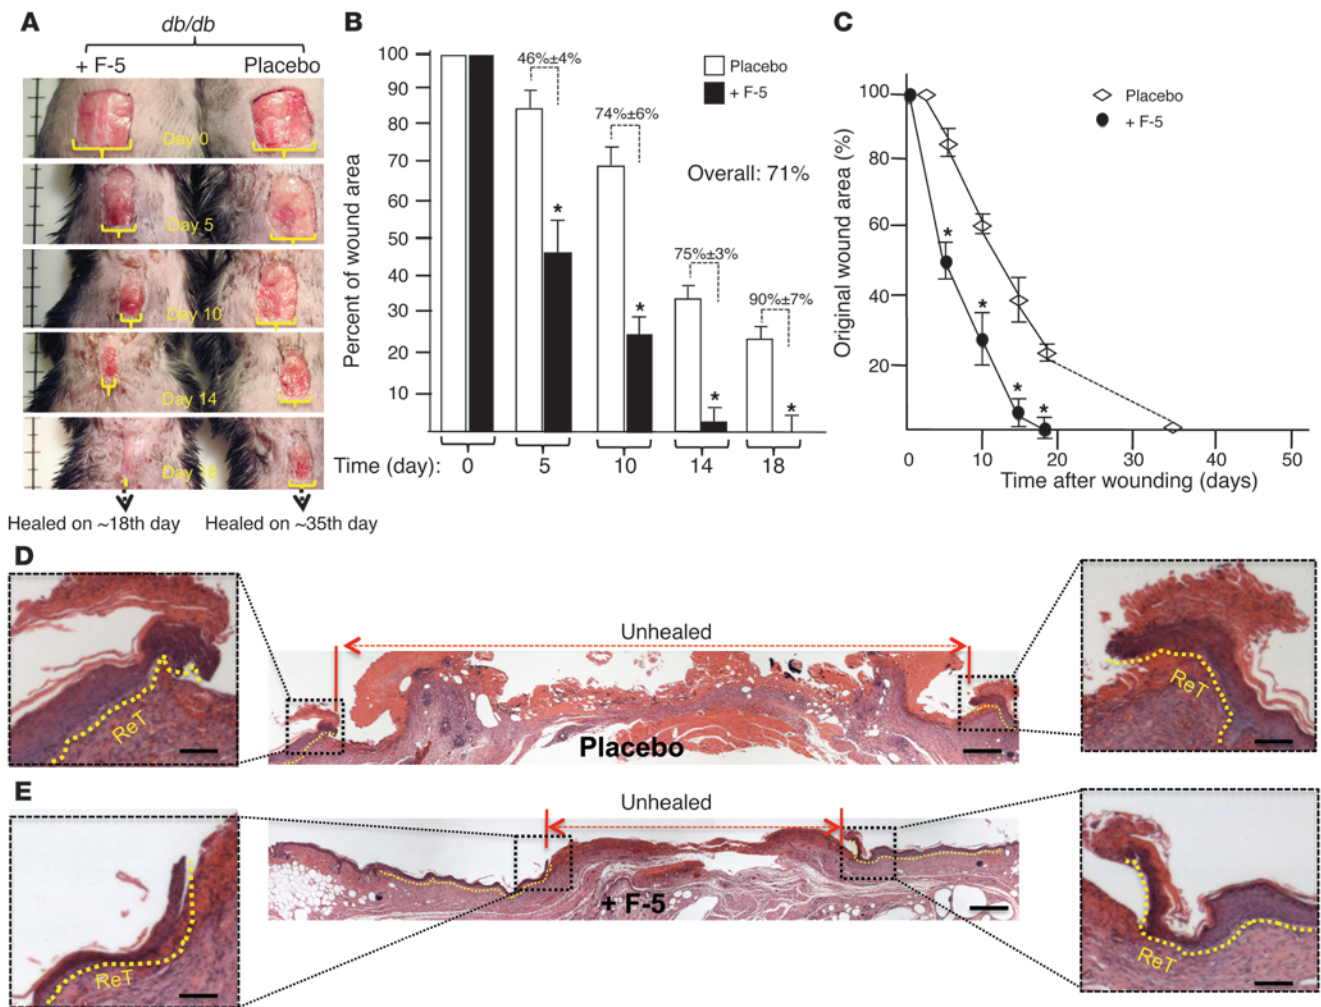 A
db/db
+ F-5 Placebo
Day 0
Day 5
Day 10
Day 14
Day 18
Healed on ~18th day Healed on ~35th day
B
Percent of wound area
100
90
80
70
60
50
40
30
20
10
46%±4%
74%±6%
75%±3%
90%±7%
* * * *
Placebo
+ F-5
Overall: 71%
Time (day): 0 5 10 14 18
C
Original wound area (%)
100
80
60
40
20
* * * *
Placebo
+ F-5
0 10 20 30 40 50
Time after wounding (days)
D
Unhealed
ReT
Placebo
ReT
E
Unhealed
ReT
+ F-5
ReT